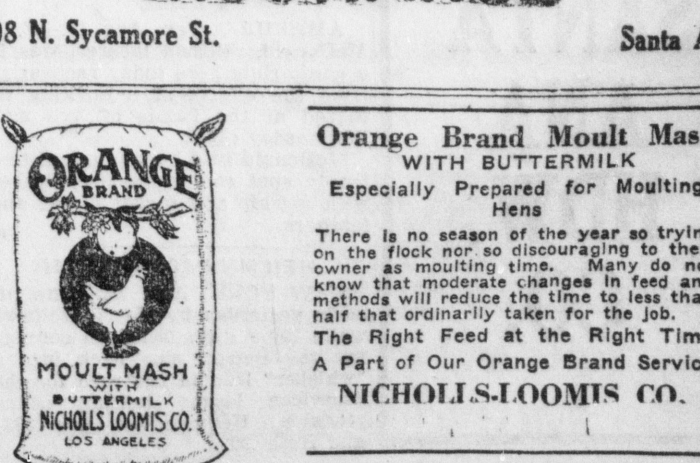 8 N. Sycamore St.
Santa A
ORANGE
BRAND
MOULT MASH
WITH
BUTTERMILK
NICHOLLS LOOMIS CO.
LOS ANGELES
Orange Brand Moult Mas
WITH BUTTERMILK
Especially Prepared for Moulting
Hens
There is no season of the year so tryin
on the flock nor so discouraging to the
owner as moulting time. Many do n
know that moderate changes in feed an
methods will reduce the time to less tha
half that ordinarily taken for the job.
The Right Feed at the Right Tim
A Part of Our Orange Brand Servic
NICHOLLS-LOOMIS CO.